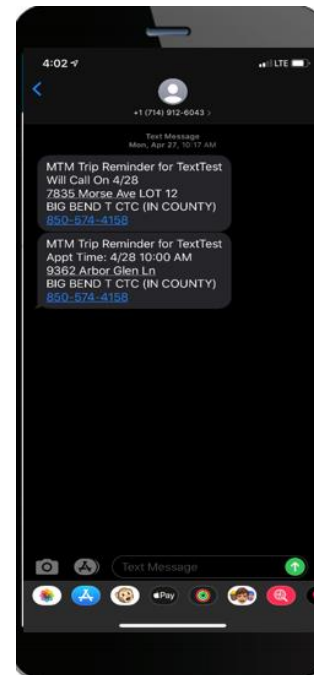 4:02
LTE
+1 (714) 912-6043 >
Text Message
Mon, Apr 27, 10:17 AM
MTM Trip Reminder for TextTest
Will Call On 4/28
7835 Morse Ave LOT 12
BIG BEND T CTC (IN COUNTY)
850-574-4158
MTM Trip Reminder for TextTest
Appt Time: 4/28 10:00 AM
9362 Arbor Glen Ln
BIG BEND T CTC (IN COUNTY)
850-574-4158
Text Message
Pay